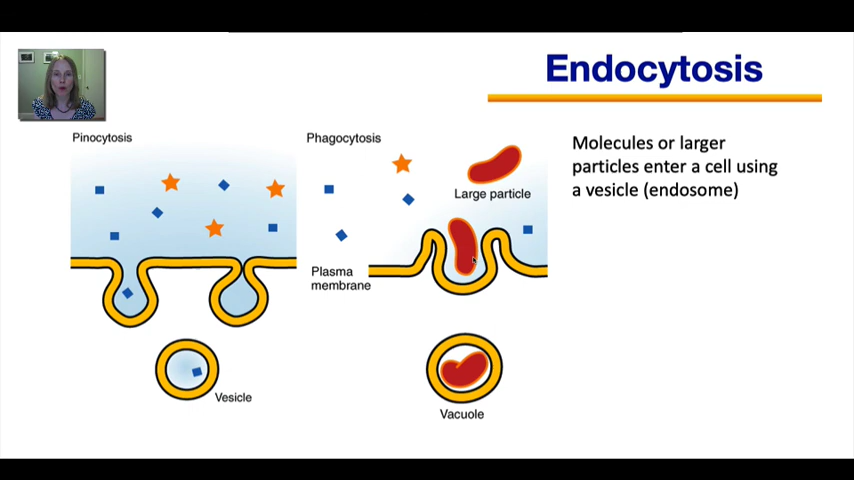 Endocytosis
Pinocytosis
Phagocytosis
Large particle
Plasma
membrane
Vesicle
Vacuole
Molecules or larger
particles enter a cell using
a vesicle (endosome)